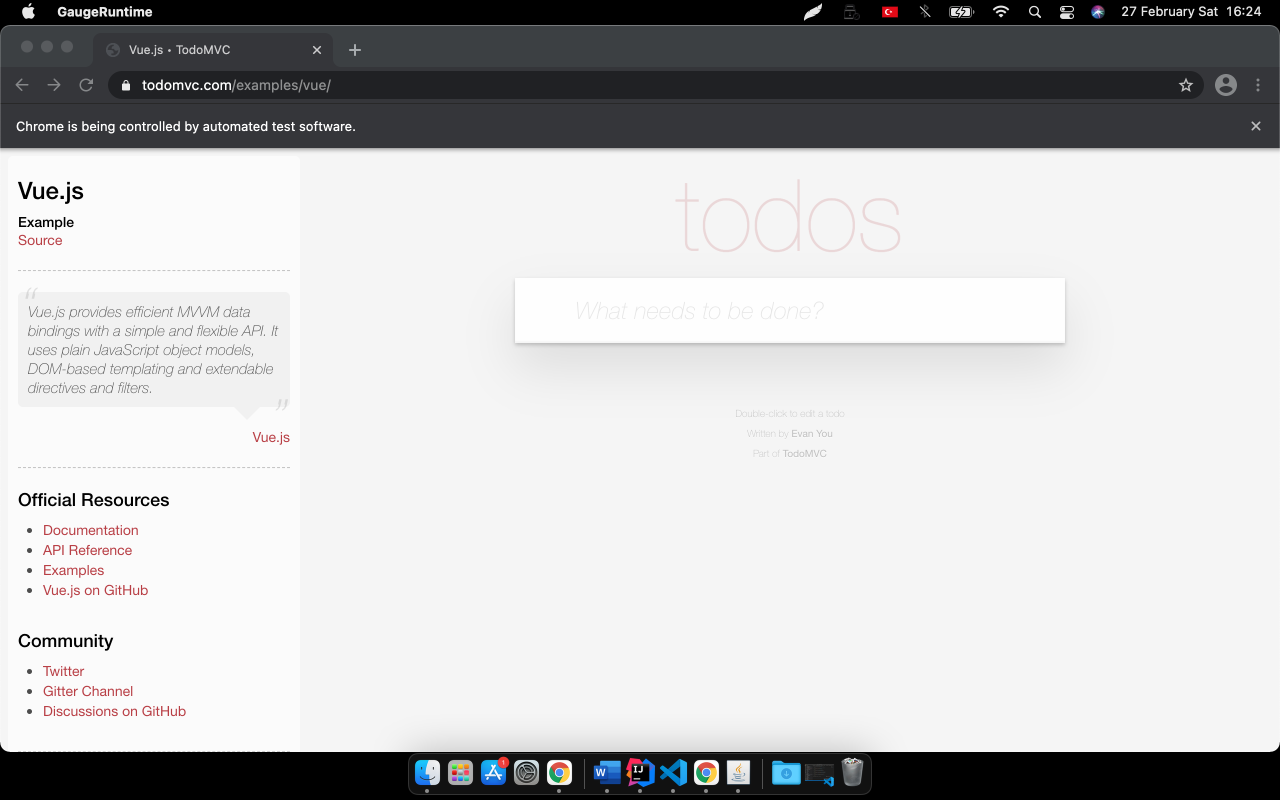 GaugeRuntime
27 February Sat 16:24
Vue.js • TodoMVC
todomvc.com/examples/vue/
Chrome is being controlled by automated test software.
Vue.js
Example
Source
“
Vue.js provides efficient MVVM data
bindings with a simple and flexible API. It
uses plain JavaScript object models,
DOM-based templating and extendable
directives and filters.
”
Vue.js
Official Resources
• Documentation
• API Reference
• Examples
• Vue.js on GitHub
Community
• Twitter
• Gitter Channel
• Discussions on GitHub
todos
What needs to be done?
Double-click to edit a todo
Written by Evan You
Part of TodoMVC
1
W
IJ